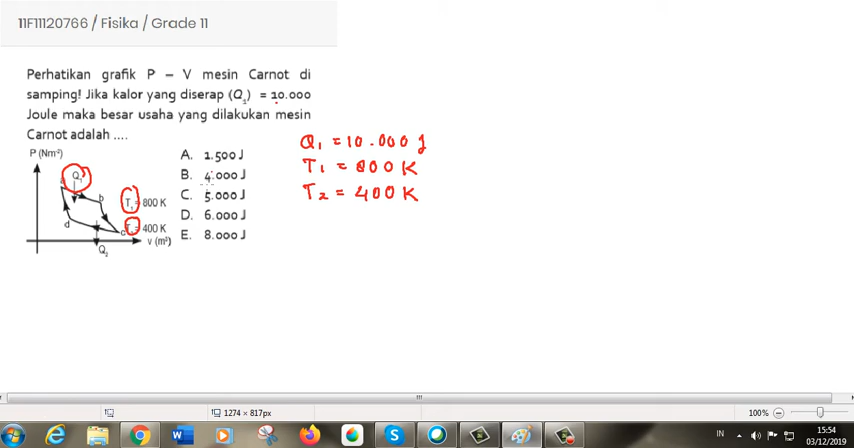 11F11120766 / Fisika / Grade 11
Perhatikan grafik P – V mesin Carnot di
samping! Jika kalor yang diserap (Q₁) = 10.000
Joule maka besar usaha yang dilakukan mesin
Carnot adalah ....
P (Nm⁻²)
Q₁
b
T₁ = 800 K
d
c
T₂ = 400 K
V (m³)
Q₂
A. 1.500 J
B. 4.000 J
C. 5.000 J
D. 6.000 J
E. 8.000 J
Q₁ = 10.000 J
T₁ = 800 K
T₂ = 400 K
1274 × 817px
100%
IN
15:54
03/12/2019